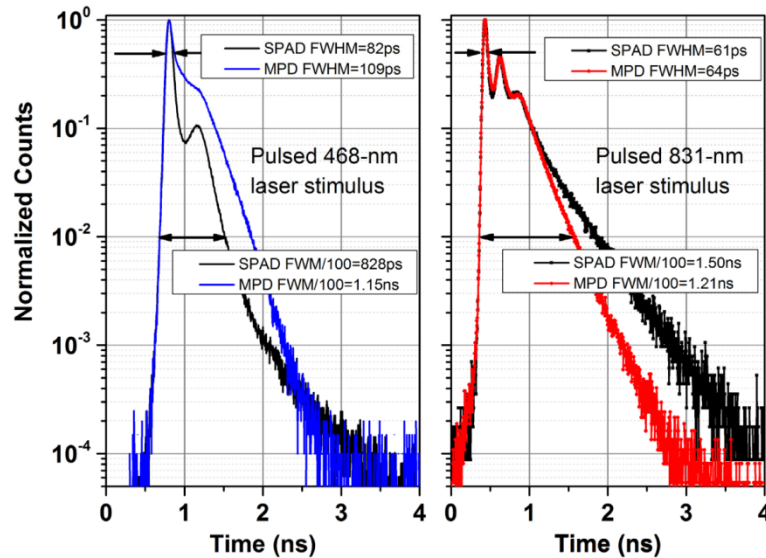 Normalized Counts
10^0
10^-1
10^-2
10^-3
10^-4
SPAD FWHM=82ps
MPD FWHM=109ps
Pulsed 468-nm
laser stimulus
SPAD FWM/100=828ps
MPD FWM/100=1.15ns
0 1 2 3 4
Time (ns)
SPAD FWHM=61ps
MPD FWHM=64ps
Pulsed 831-nm
laser stimulus
SPAD FWM/100=1.50ns
MPD FWM/100=1.21ns
0 1 2 3 4
Time (ns)